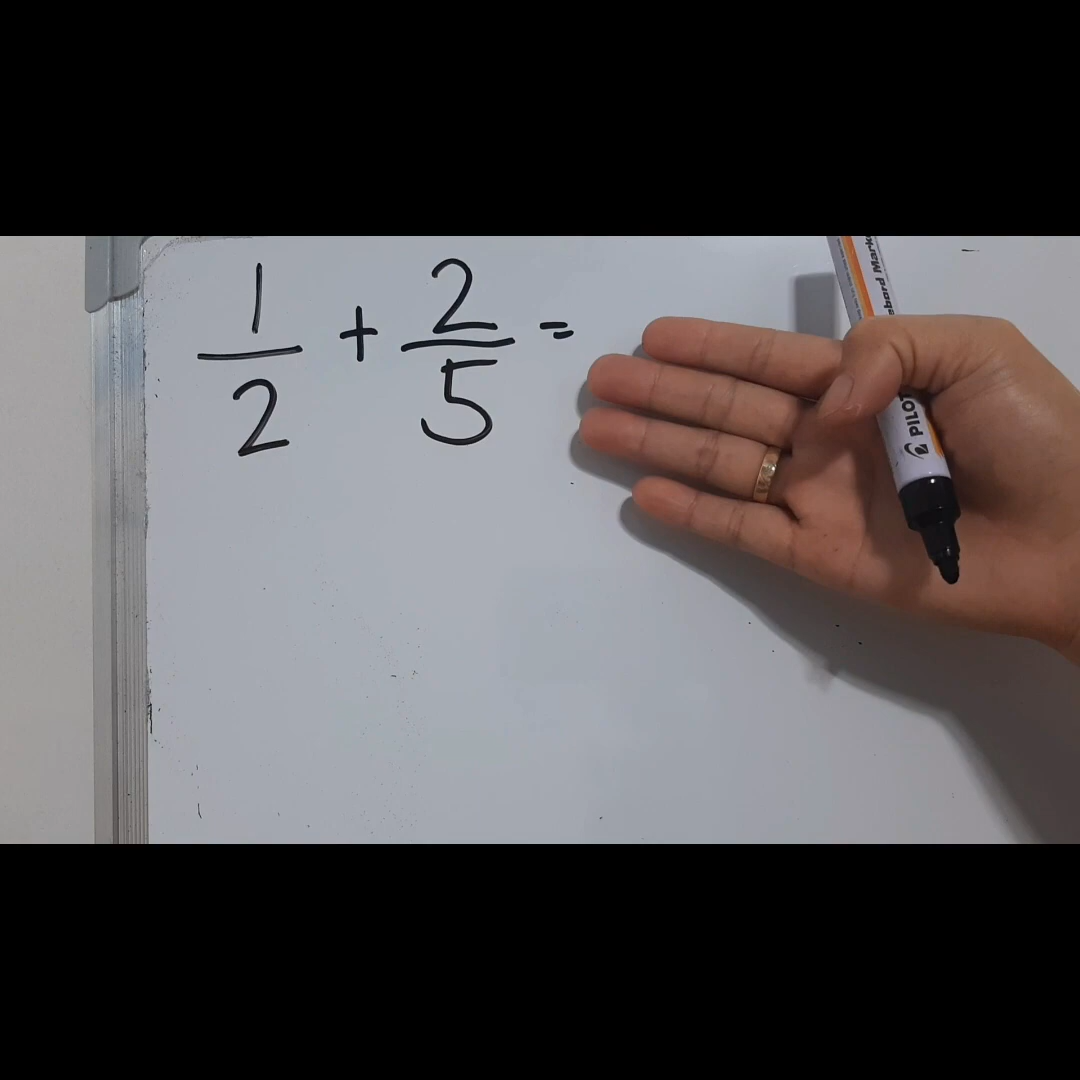 1/2 + 2/5 =
PILOT